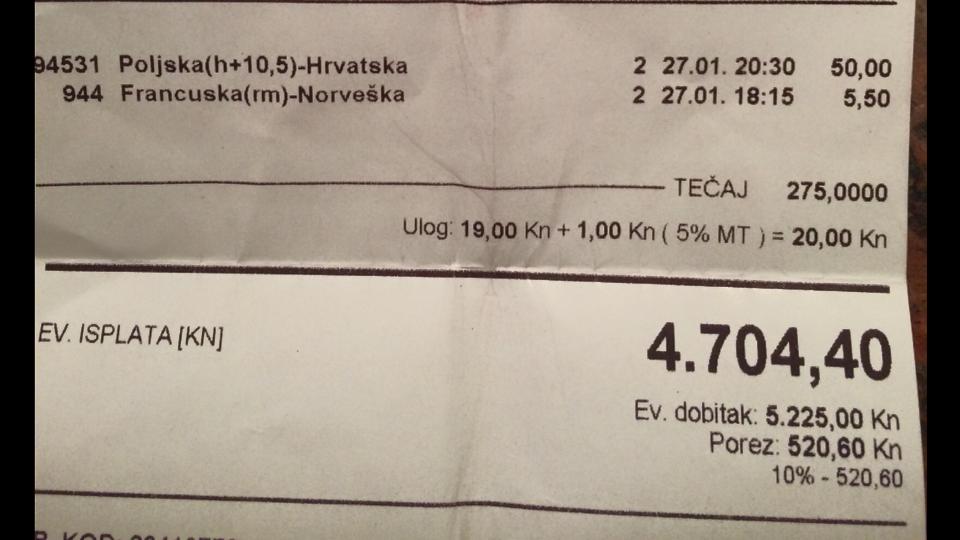 94531 Poljska(h+10,5)-Hrvatska 2 27.01. 20:30 50,00
944 Francuska(rm)-Norveška 2 27.01. 18:15 5,50
TEČAJ 275,0000
Ulog: 19,00 Kn + 1,00 Kn ( 5% MT ) = 20,00 Kn
EV. ISPLATA [KN] 4.704,40
Ev. dobitak: 5.225,00 Kn
Porez: 520,60 Kn
10% - 520,60